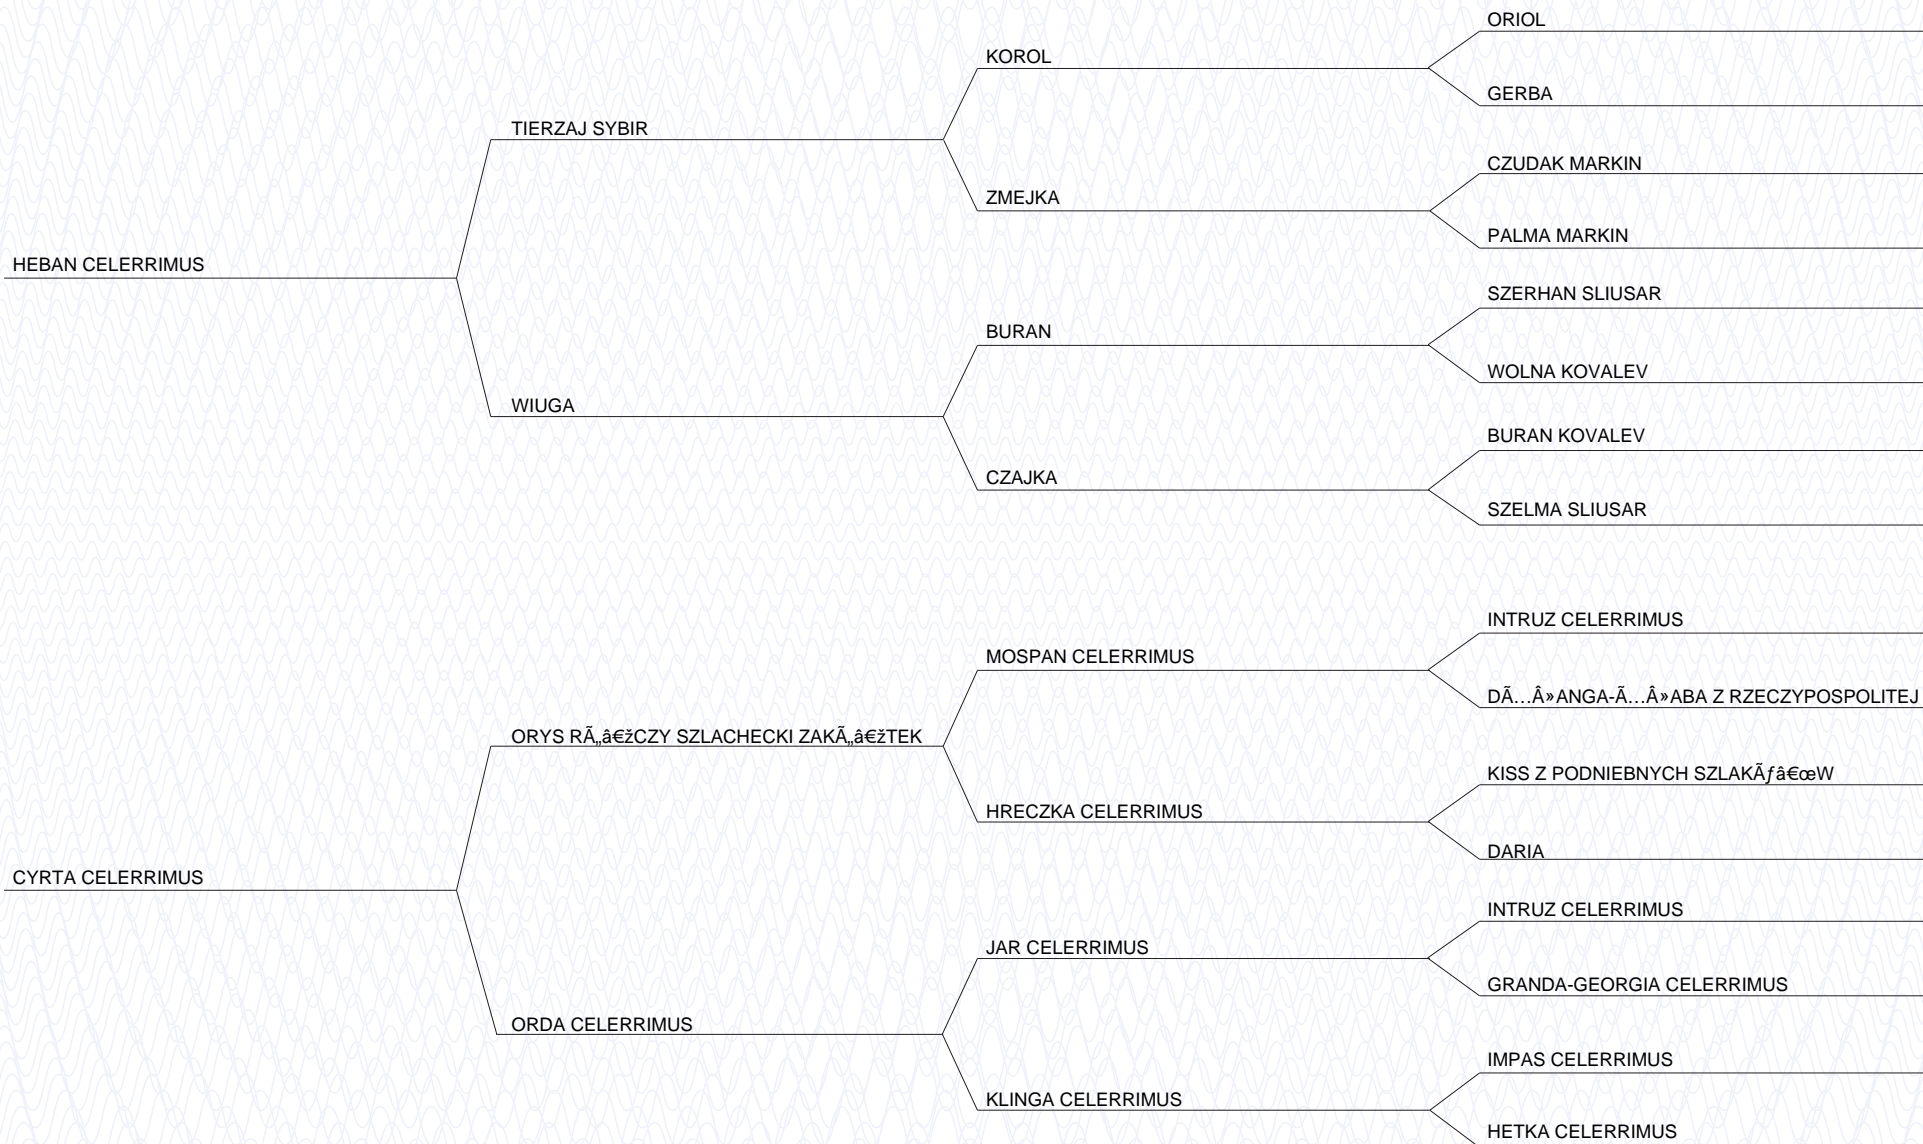 ORIOL
KOROL
GERBA
TIERZAJ SYBIR
CZUDAK MARKIN
ZMEJKA
PALMA MARKIN
HEBAN CELERRIMUS
SZERHAN SLIUSAR
BURAN
WOLNA KOVALEV
WIUGA
BURAN KOVALEV
CZAJKA
SZELMA SLIUSAR
INTRUZ CELERRIMUS
MOSPAN CELERRIMUS
DÃ…Â»ANGA-Ã…Â»ABA Z RZECZYPOSPOLITEJ
ORYS RÃ„â€žCZY SZLACHECKI ZAKÃ„â€žTEK
KISS Z PODNIEBNYCH SZLAKÃƒâ€œW
HRECZKA CELERRIMUS
DARIA
CYRTA CELERRIMUS
INTRUZ CELERRIMUS
JAR CELERRIMUS
GRANDA-GEORGIA CELERRIMUS
ORDA CELERRIMUS
IMPAS CELERRIMUS
KLINGA CELERRIMUS
HETKA CELERRIMUS